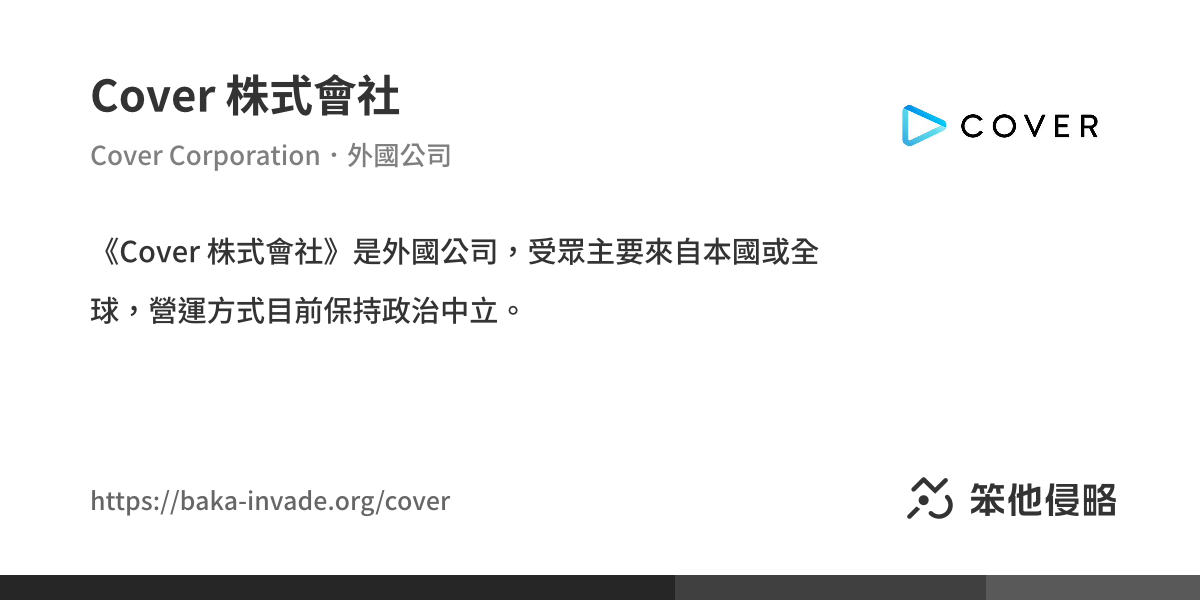 Cover 株式會社
Cover Corporation・外國公司
COVER
《Cover 株式會社》是外國公司，受眾主要來自本國或全
球，營運方式目前保持政治中立。
https://baka-invade.org/cover
笨他侵略